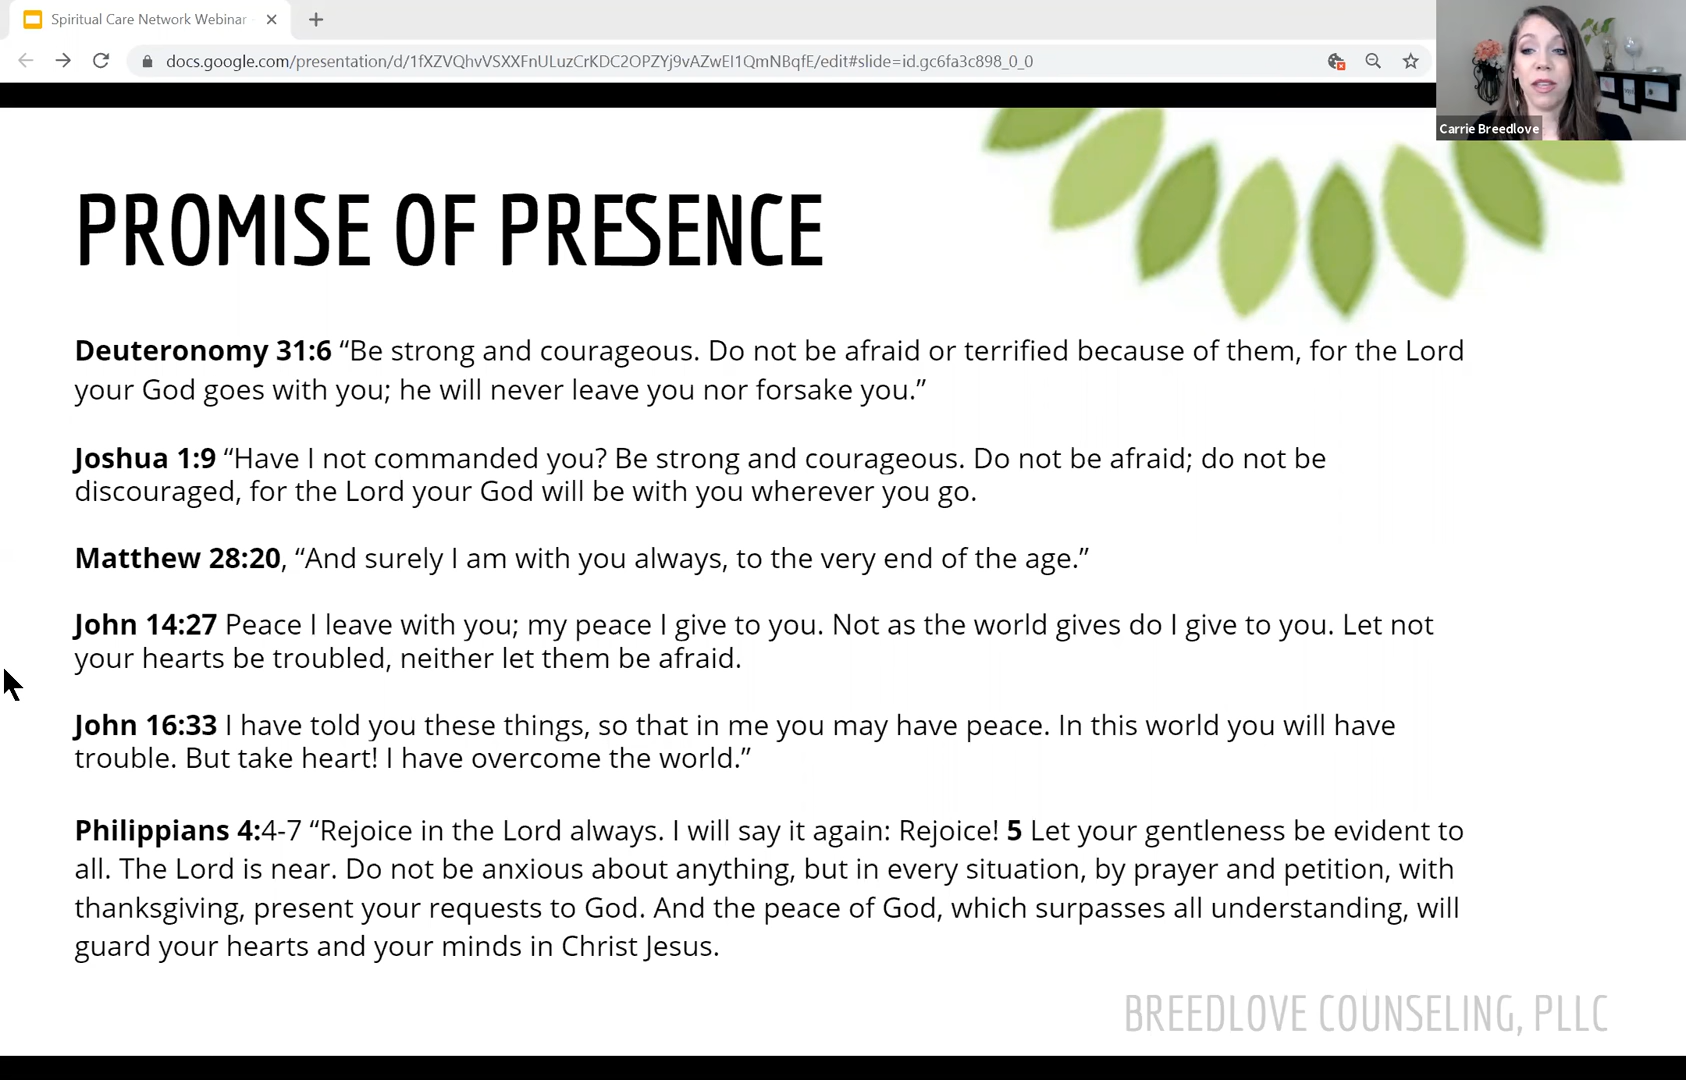 Spiritual Care Network Webinar
docs.google.com/presentation/d/1fXZVQhvVSXXFnULuzCrKDC2OPZYj9vAZwEl1QmNBqfE/edit#slide=id.gc6fa3c898_0_0
Carrie Breedlove
PROMISE OF PRESENCE
Deuteronomy 31:6 “Be strong and courageous. Do not be afraid or terrified because of them, for the Lord
your God goes with you; he will never leave you nor forsake you.”
Joshua 1:9 “Have I not commanded you? Be strong and courageous. Do not be afraid; do not be
discouraged, for the Lord your God will be with you wherever you go.
Matthew 28:20, “And surely I am with you always, to the very end of the age.”
John 14:27 Peace I leave with you; my peace I give to you. Not as the world gives do I give to you. Let not
your hearts be troubled, neither let them be afraid.
John 16:33 I have told you these things, so that in me you may have peace. In this world you will have
trouble. But take heart! I have overcome the world.”
Philippians 4:4-7 “Rejoice in the Lord always. I will say it again: Rejoice! 5 Let your gentleness be evident to
all. The Lord is near. Do not be anxious about anything, but in every situation, by prayer and petition, with
thanksgiving, present your requests to God. And the peace of God, which surpasses all understanding, will
guard your hearts and your minds in Christ Jesus.
BREEDLOVE COUNSELING, PLLC